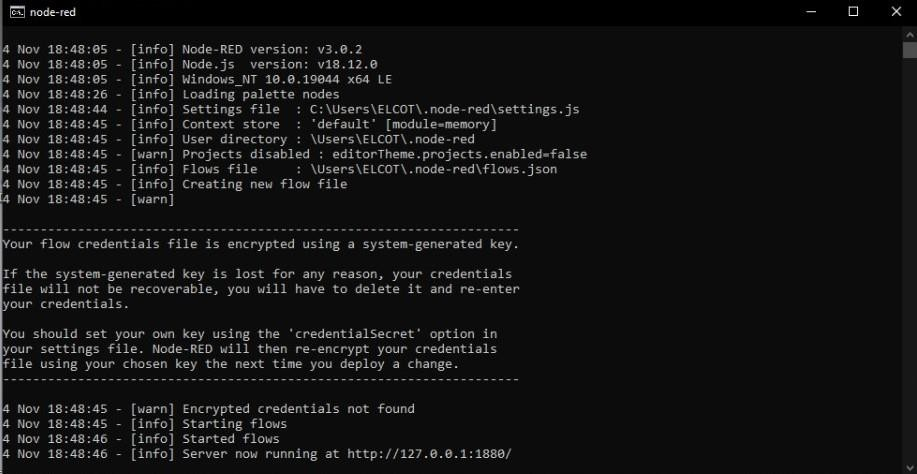 node-red
4 Nov 18:48:05 - [info] Node-RED version: v3.0.2
4 Nov 18:48:05 - [info] Node.js  version: v18.12.0
4 Nov 18:48:05 - [info] Windows_NT 10.0.19044 x64 LE
4 Nov 18:48:26 - [info] Loading palette nodes
4 Nov 18:48:44 - [info] Settings file  : C:\Users\ELCOT\.node-red\settings.js
4 Nov 18:48:45 - [info] Context store  : 'default' [module=memory]
4 Nov 18:48:45 - [info] User directory : \Users\ELCOT\.node-red
4 Nov 18:48:45 - [warn] Projects disabled : editorTheme.projects.enabled=false
4 Nov 18:48:45 - [info] Flows file     : \Users\ELCOT\.node-red\flows.json
4 Nov 18:48:45 - [info] Creating new flow file
4 Nov 18:48:45 - [warn]
---------------------------------------------------------------------
Your flow credentials file is encrypted using a system-generated key.
If the system-generated key is lost for any reason, your credentials
file will not be recoverable, you will have to delete it and re-enter
your credentials.
You should set your own key using the 'credentialSecret' option in
your settings file. Node-RED will then re-encrypt your credentials
file using your chosen key the next time you deploy a change.
---------------------------------------------------------------------
4 Nov 18:48:45 - [warn] Encrypted credentials not found
4 Nov 18:48:45 - [info] Starting flows
4 Nov 18:48:46 - [info] Started flows
4 Nov 18:48:46 - [info] Server now running at http://127.0.0.1:1880/